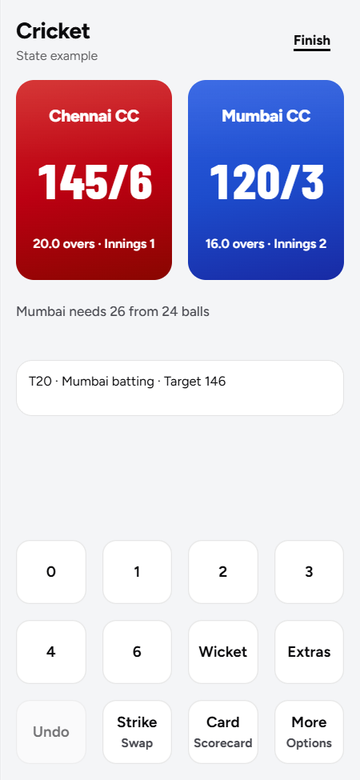 Cricket
State example
Finish
Chennai CC
145/6
20.0 overs · Innings 1
Mumbai CC
120/3
16.0 overs · Innings 2
Mumbai needs 26 from 24 balls
T20 · Mumbai batting · Target 146
0
1
2
3
4
6
Wicket
Extras
Undo
Strike
Swap
Card
Scorecard
More
Options